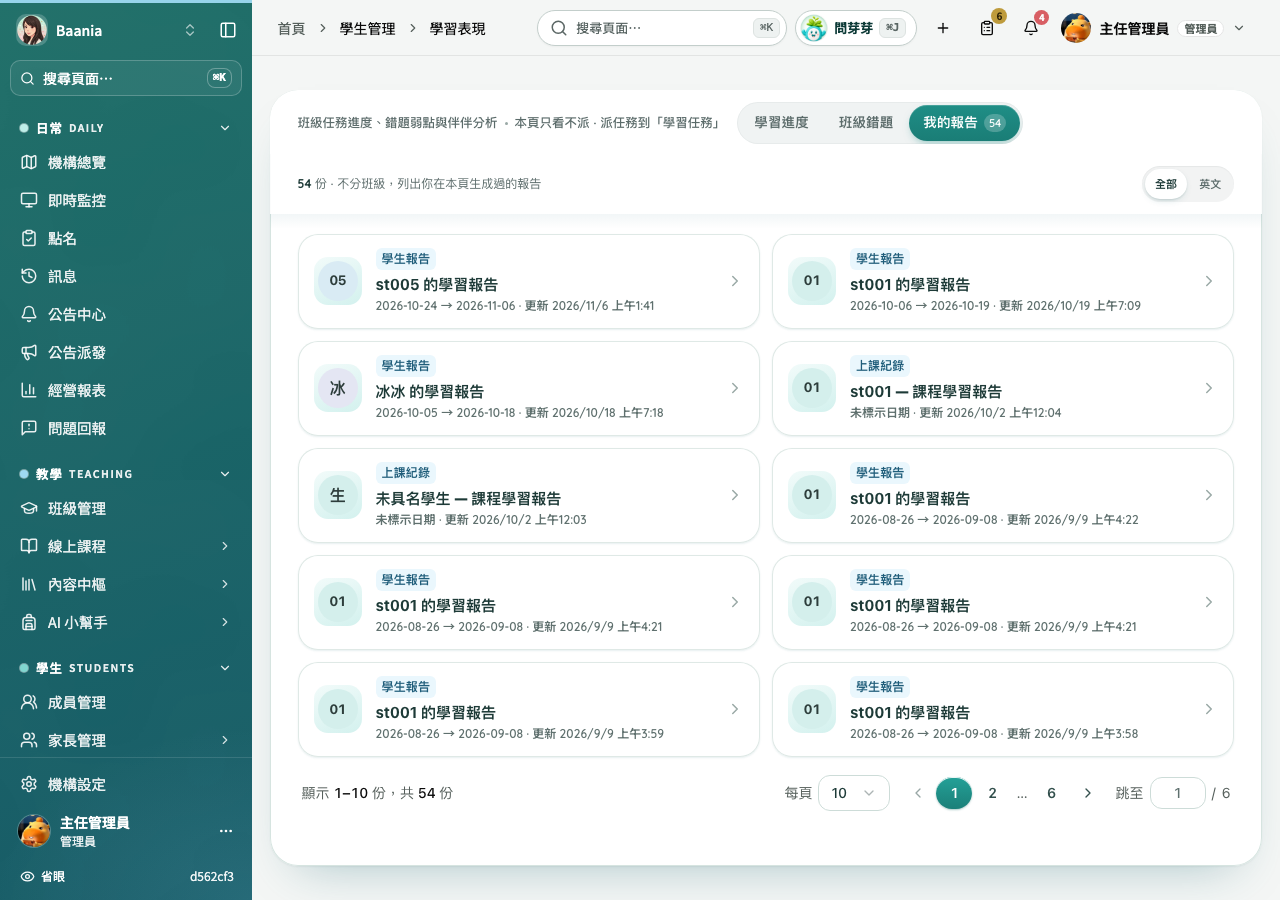 Baania
搜尋頁面… ⌘K
日常 DAILY
機構總覽
即時監控
點名
訊息
公告中心
公告派發
經營報表
問題回報
教學 TEACHING
班級管理
線上課程
內容中樞
AI 小幫手
學生 STUDENTS
成員管理
家長管理
機構設定
主任管理員
管理員
省眼 d562cf3
首頁 學生管理 學習表現
搜尋頁面… ⌘K
問芽芽 ⌘J
6
4
主任管理員 管理員
班級任務進度、錯題弱點與伴伴分析 • 本頁只看不派 · 派任務到「學習任務」
學習進度 班級錯題 我的報告 54
54 份 · 不分班級，列出你在本頁生成過的報告
全部 英文
05
學生報告
st005 的學習報告
2026-10-24 → 2026-11-06 · 更新 2026/11/6 上午1:41
01
學生報告
st001 的學習報告
2026-10-06 → 2026-10-19 · 更新 2026/10/19 上午7:09
冰
學生報告
冰冰 的學習報告
2026-10-05 → 2026-10-18 · 更新 2026/10/18 上午7:18
01
上課紀錄
st001 — 課程學習報告
未標示日期 · 更新 2026/10/2 上午12:04
生
上課紀錄
未具名學生 — 課程學習報告
未標示日期 · 更新 2026/10/2 上午12:03
01
學生報告
st001 的學習報告
2026-08-26 → 2026-09-08 · 更新 2026/9/9 上午4:22
01
學生報告
st001 的學習報告
2026-08-26 → 2026-09-08 · 更新 2026/9/9 上午4:21
01
學生報告
st001 的學習報告
2026-08-26 → 2026-09-08 · 更新 2026/9/9 上午4:21
01
學生報告
st001 的學習報告
2026-08-26 → 2026-09-08 · 更新 2026/9/9 上午3:59
01
學生報告
st001 的學習報告
2026-08-26 → 2026-09-08 · 更新 2026/9/9 上午3:58
顯示 1–10 份，共 54 份
每頁 10 1 2 … 6 跳至 1 / 6